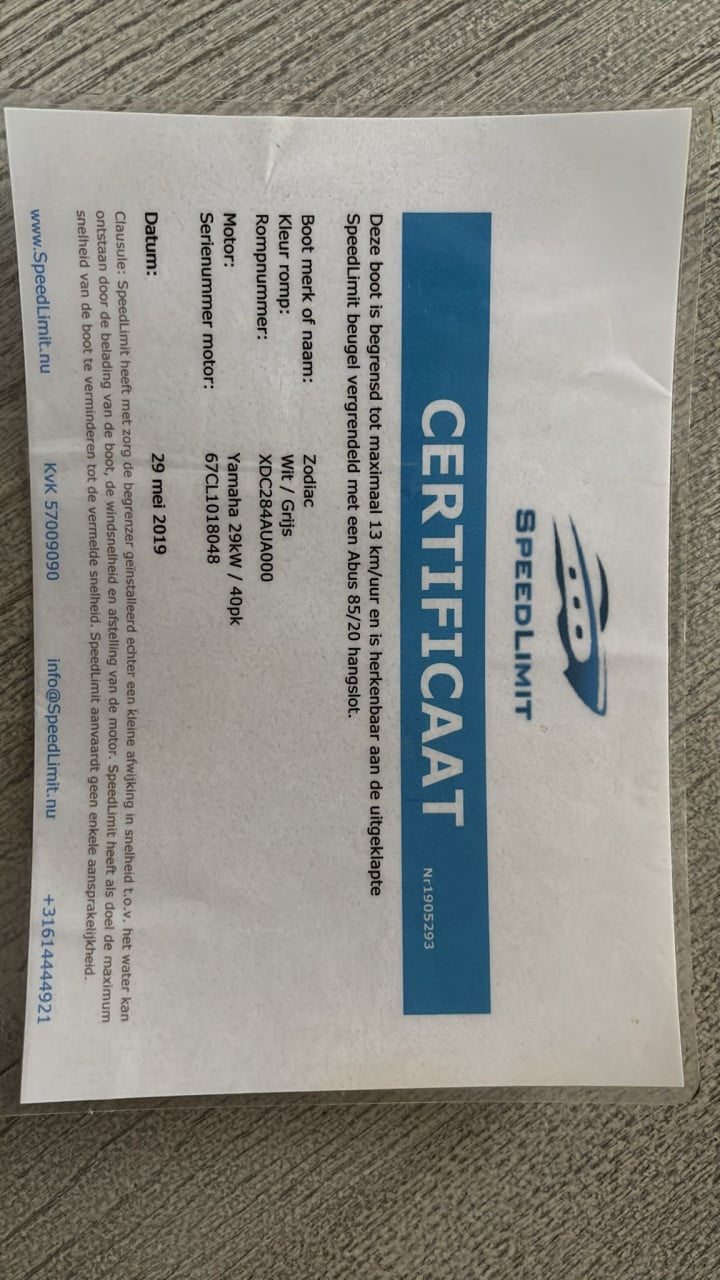 SPEEDLIMIT
CERTIFICAAT
Nr1905293
Deze boot is begrensd tot maximaal 13 km/uur en is herkenbaar aan de uitgeklapte
SpeedLimit beugel vergrendeld met een Abus 85/20 hangslot.
Boot merk of naam: Zodiac
Kleur romp: Wit / Grijs
Rompnummer: XDC284AUA000
Motor: Yamaha 29kW / 40pk
Serienummer motor: 67CL1018048
Datum: 29 mei 2019
Clausule: SpeedLimit heeft met zorg de begrenzer geïnstalleerd echter een kleine afwijking in snelheid t.o.v. het water kan
ontstaan door de belading van de boot, de windsnelheid en afstelling van de motor. SpeedLimit heeft als doel de maximum
snelheid van de boot te verminderen tot de vermelde snelheid. SpeedLimit aanvaardt geen enkele aansprakelijkheid.
www.SpeedLimit.nu KvK 57009090 info@SpeedLimit.nu +31614444921